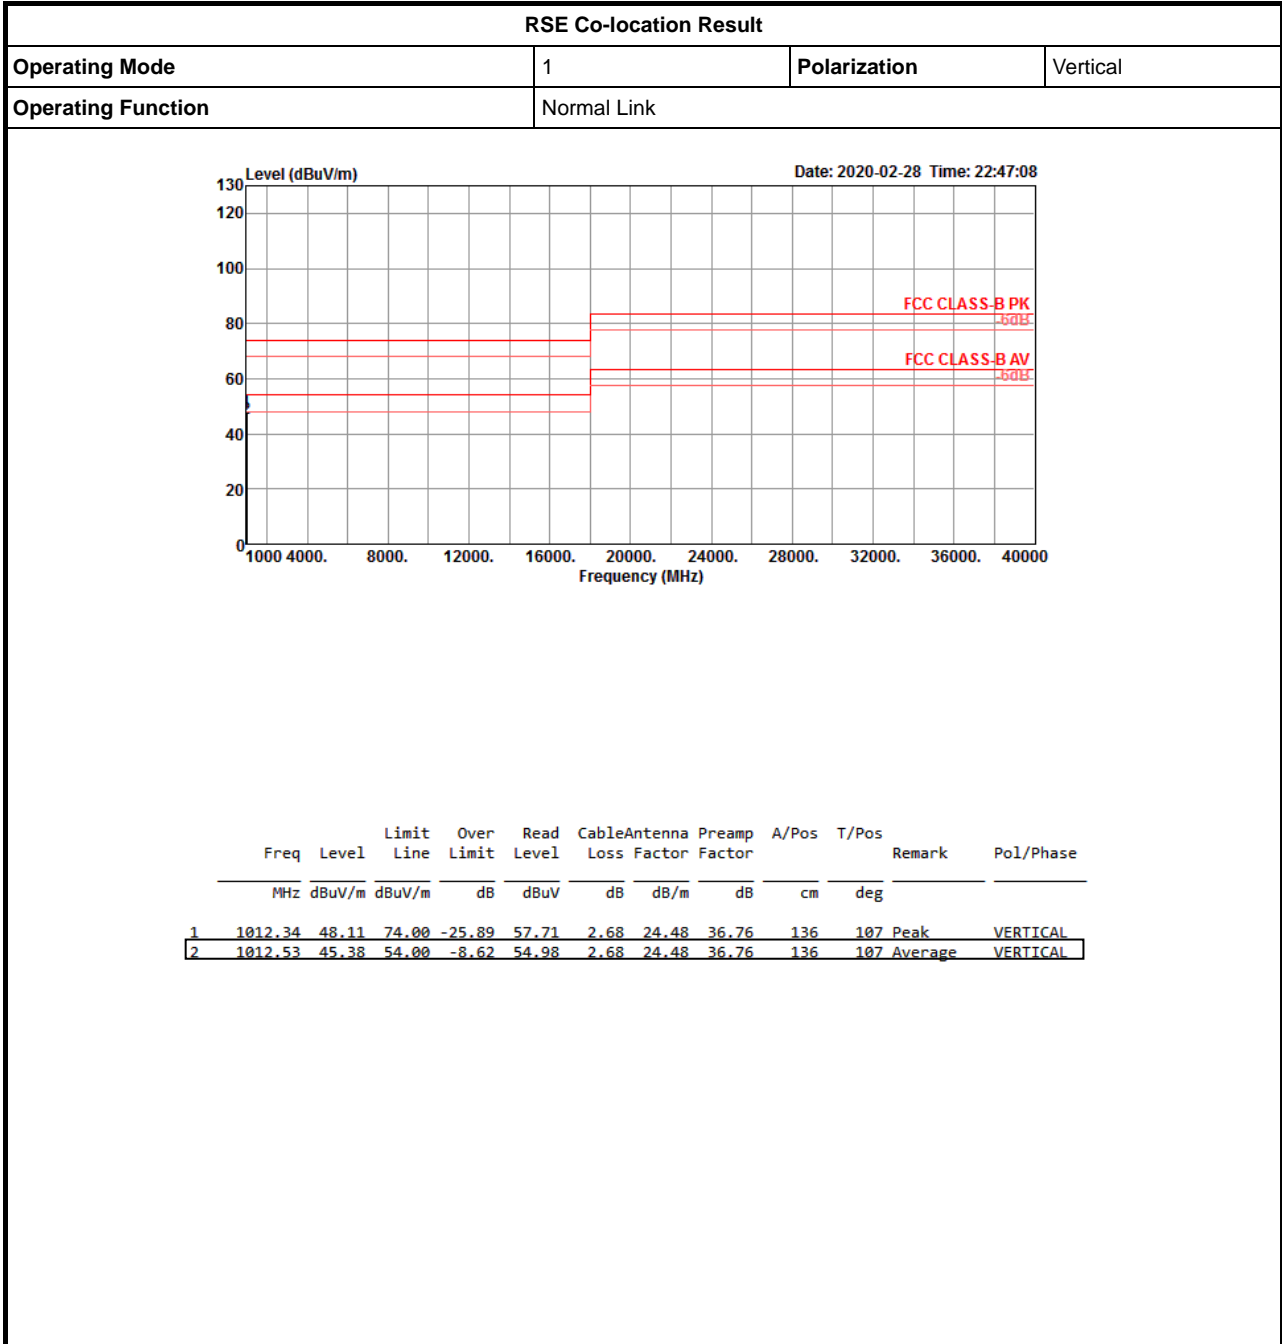 RSE Co-location Result
Operating Mode 1 Polarization Vertical
Operating Function Normal Link
Level (dBuV/m) Date: 2020-02-28 Time: 22:47:08
130
120
100
FCC CLASS-B PK
80 -6dB
FCC CLASS-B AV
60 -6dB
40
20
0
1000 4000. 8000. 12000. 16000. 20000. 24000. 28000. 32000. 36000. 40000
Frequency (MHz)
Limit Over Read CableAntenna Preamp A/Pos T/Pos
Freq Level Line Limit Level Loss Factor Factor Remark Pol/Phase
MHz dBuV/m dBuV/m dB dBuV dB dB/m dB cm deg
1 1012.34 48.11 74.00 -25.89 57.71 2.68 24.48 36.76 136 107 Peak VERTICAL
2 1012.53 45.38 54.00 -8.62 54.98 2.68 24.48 36.76 136 107 Average VERTICAL